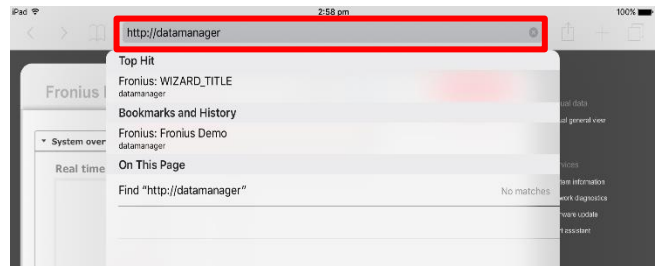 iPad 2:58 pm 100%
http://datamanager
Top Hit
Fronius: WIZARD_TITLE
datamanager
Bookmarks and History
Fronius: Fronius Demo
datamanager
On This Page
Find "http://datamanager" No matches
Fronius
System over
Real time
ual data
ual general view
vices
tem information
work diagnostics
ware update
t assistant